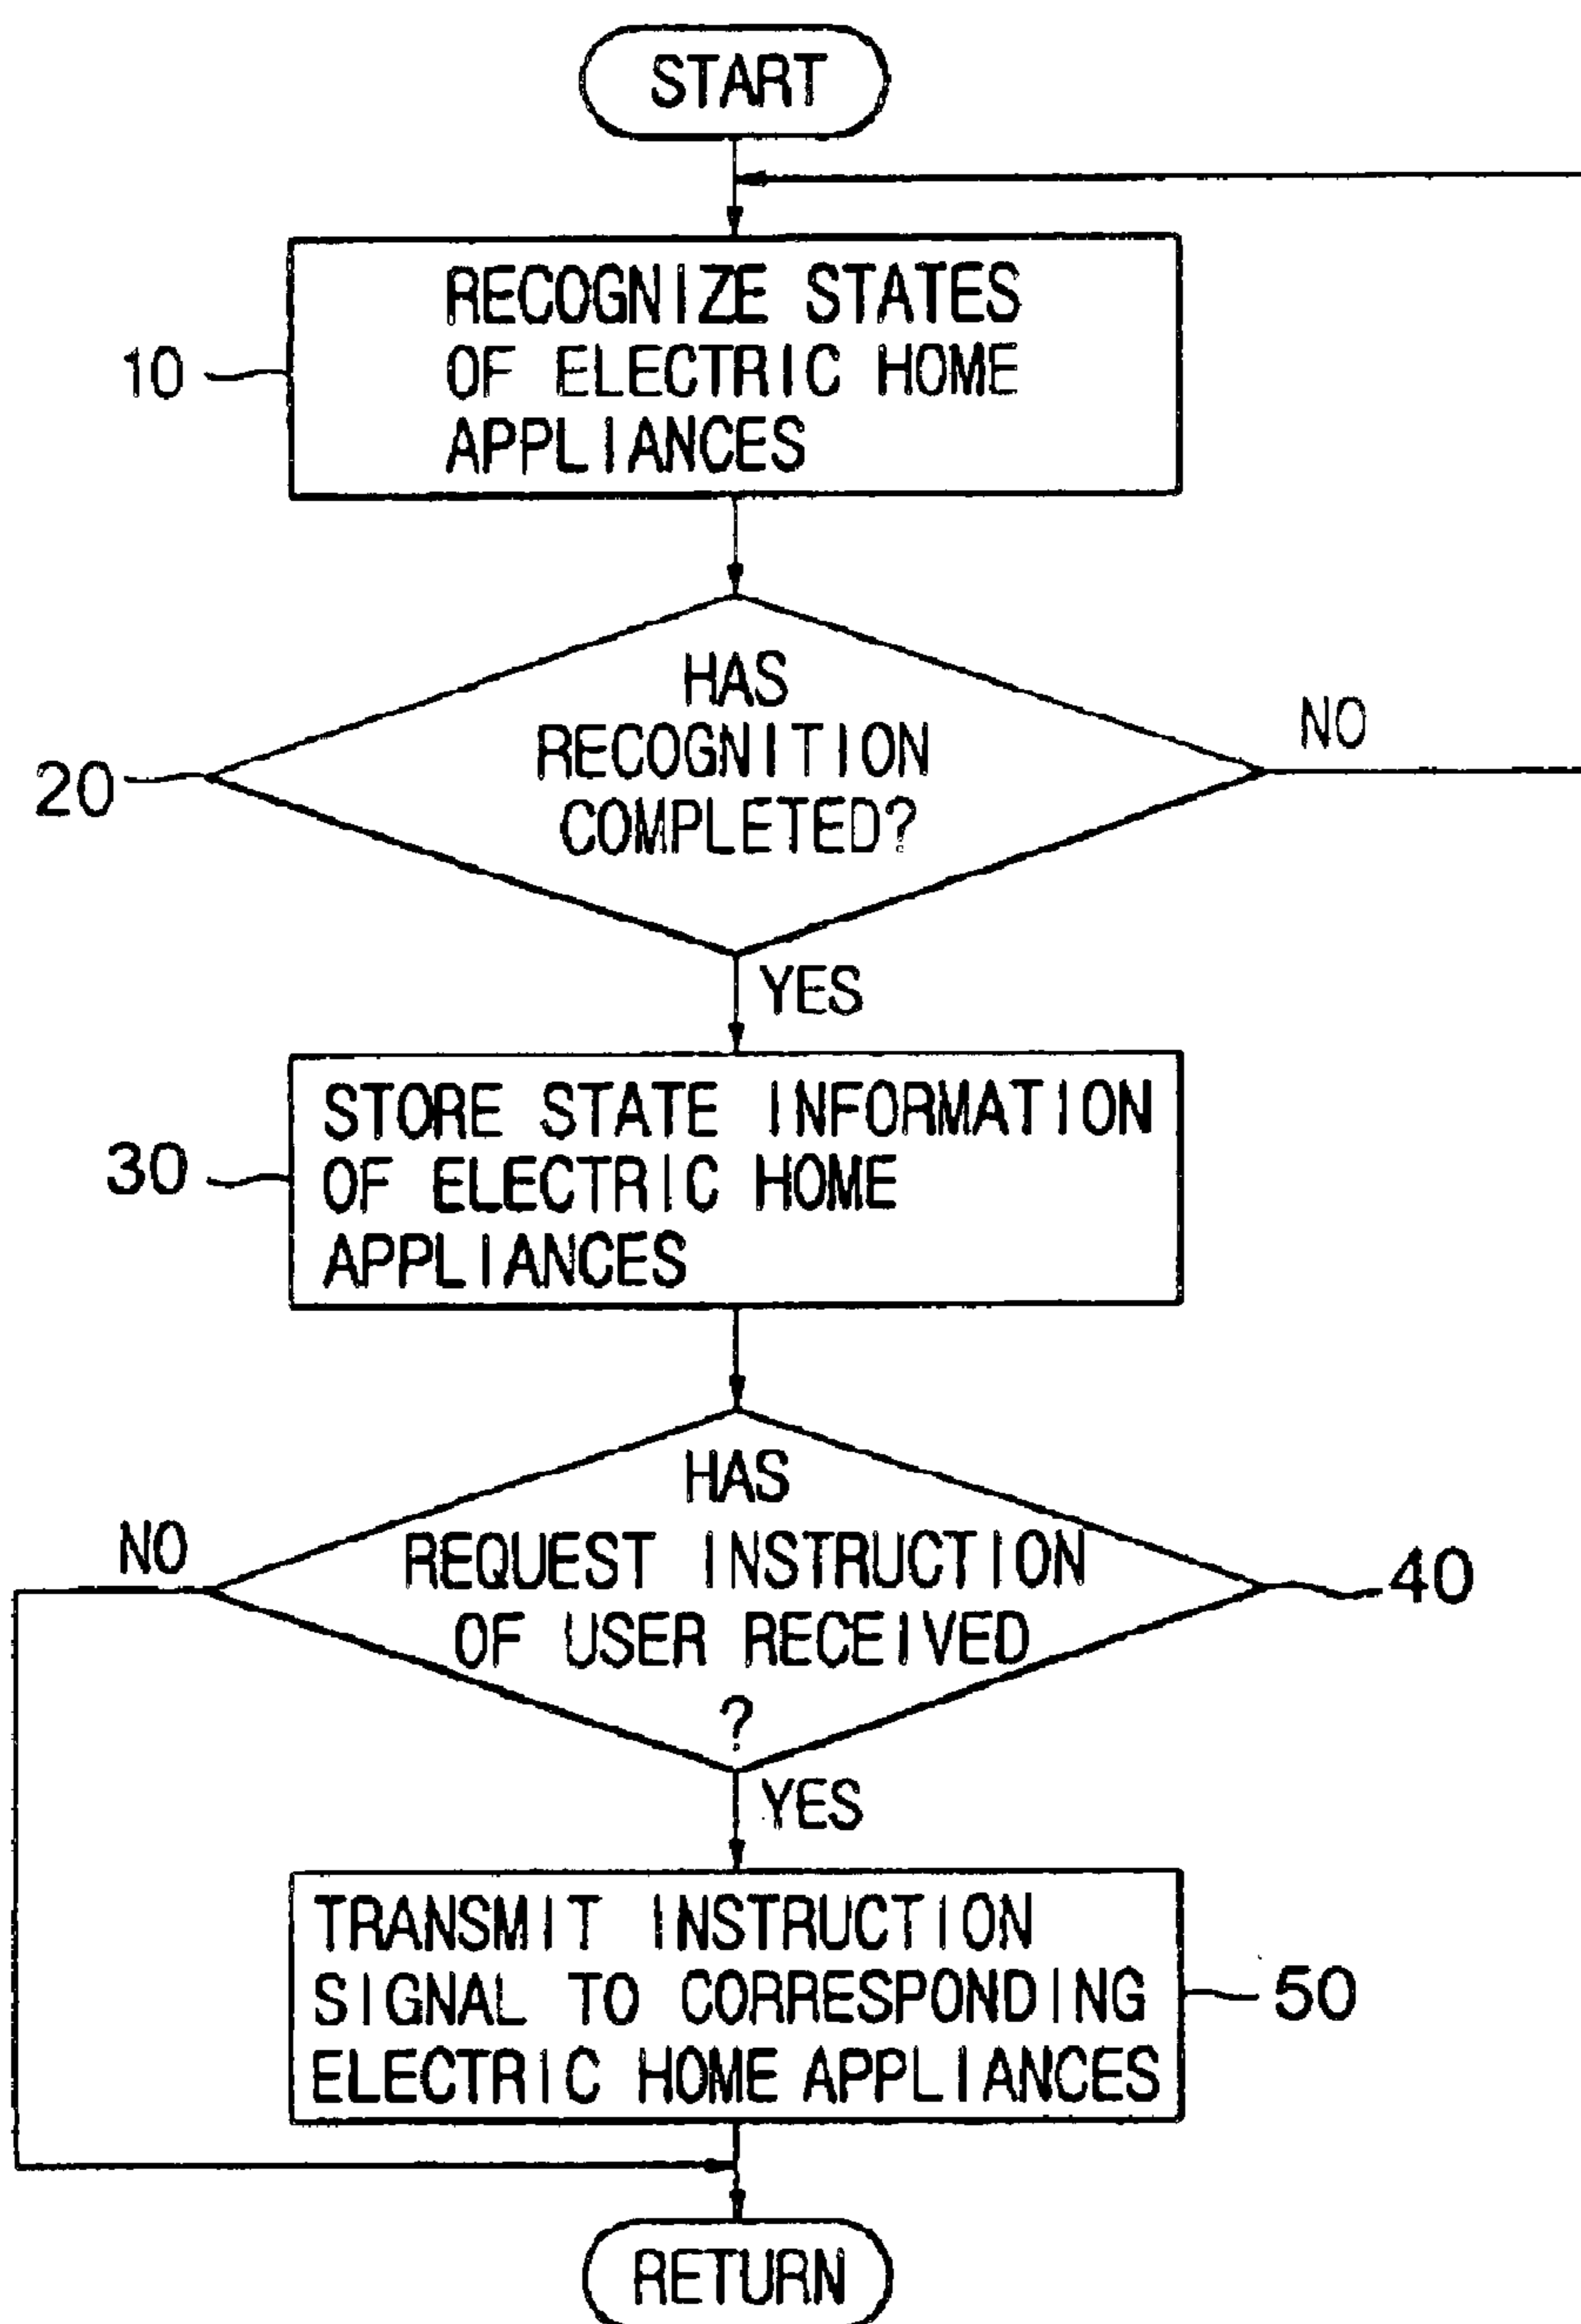 START
RECOGNIZE STATES
OF ELECTRIC HOME
APPLIANCES
10
HAS
RECOGNITION
COMPLETED?
NO
20
YES
STORE STATE INFORMATION
OF ELECTRIC HOME
APPLIANCES
30
HAS
REQUEST INSTRUCTION
OF USER RECEIVED
?
NO
40
YES
TRANSMIT INSTRUCTION
SIGNAL TO CORRESPONDING
ELECTRIC HOME APPLIANCES
50
RETURN